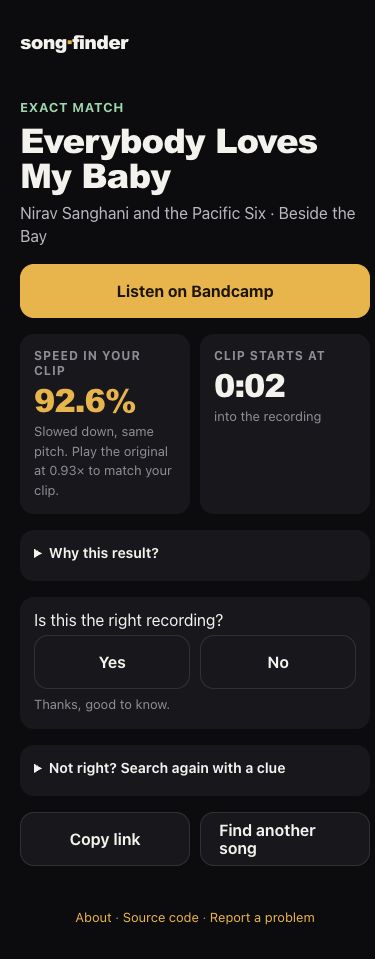 song·finder
EXACT MATCH
Everybody Loves
My Baby
Nirav Sanghani and the Pacific Six · Beside the
Bay
Listen on Bandcamp
SPEED IN YOUR
CLIP
92.6%
Slowed down, same
pitch. Play the original
at 0.93× to match your
clip.
CLIP STARTS AT
0:02
into the recording
▶ Why this result?
Is this the right recording?
Yes
No
Thanks, good to know.
▶ Not right? Search again with a clue
Copy link
Find another
song
About · Source code · Report a problem